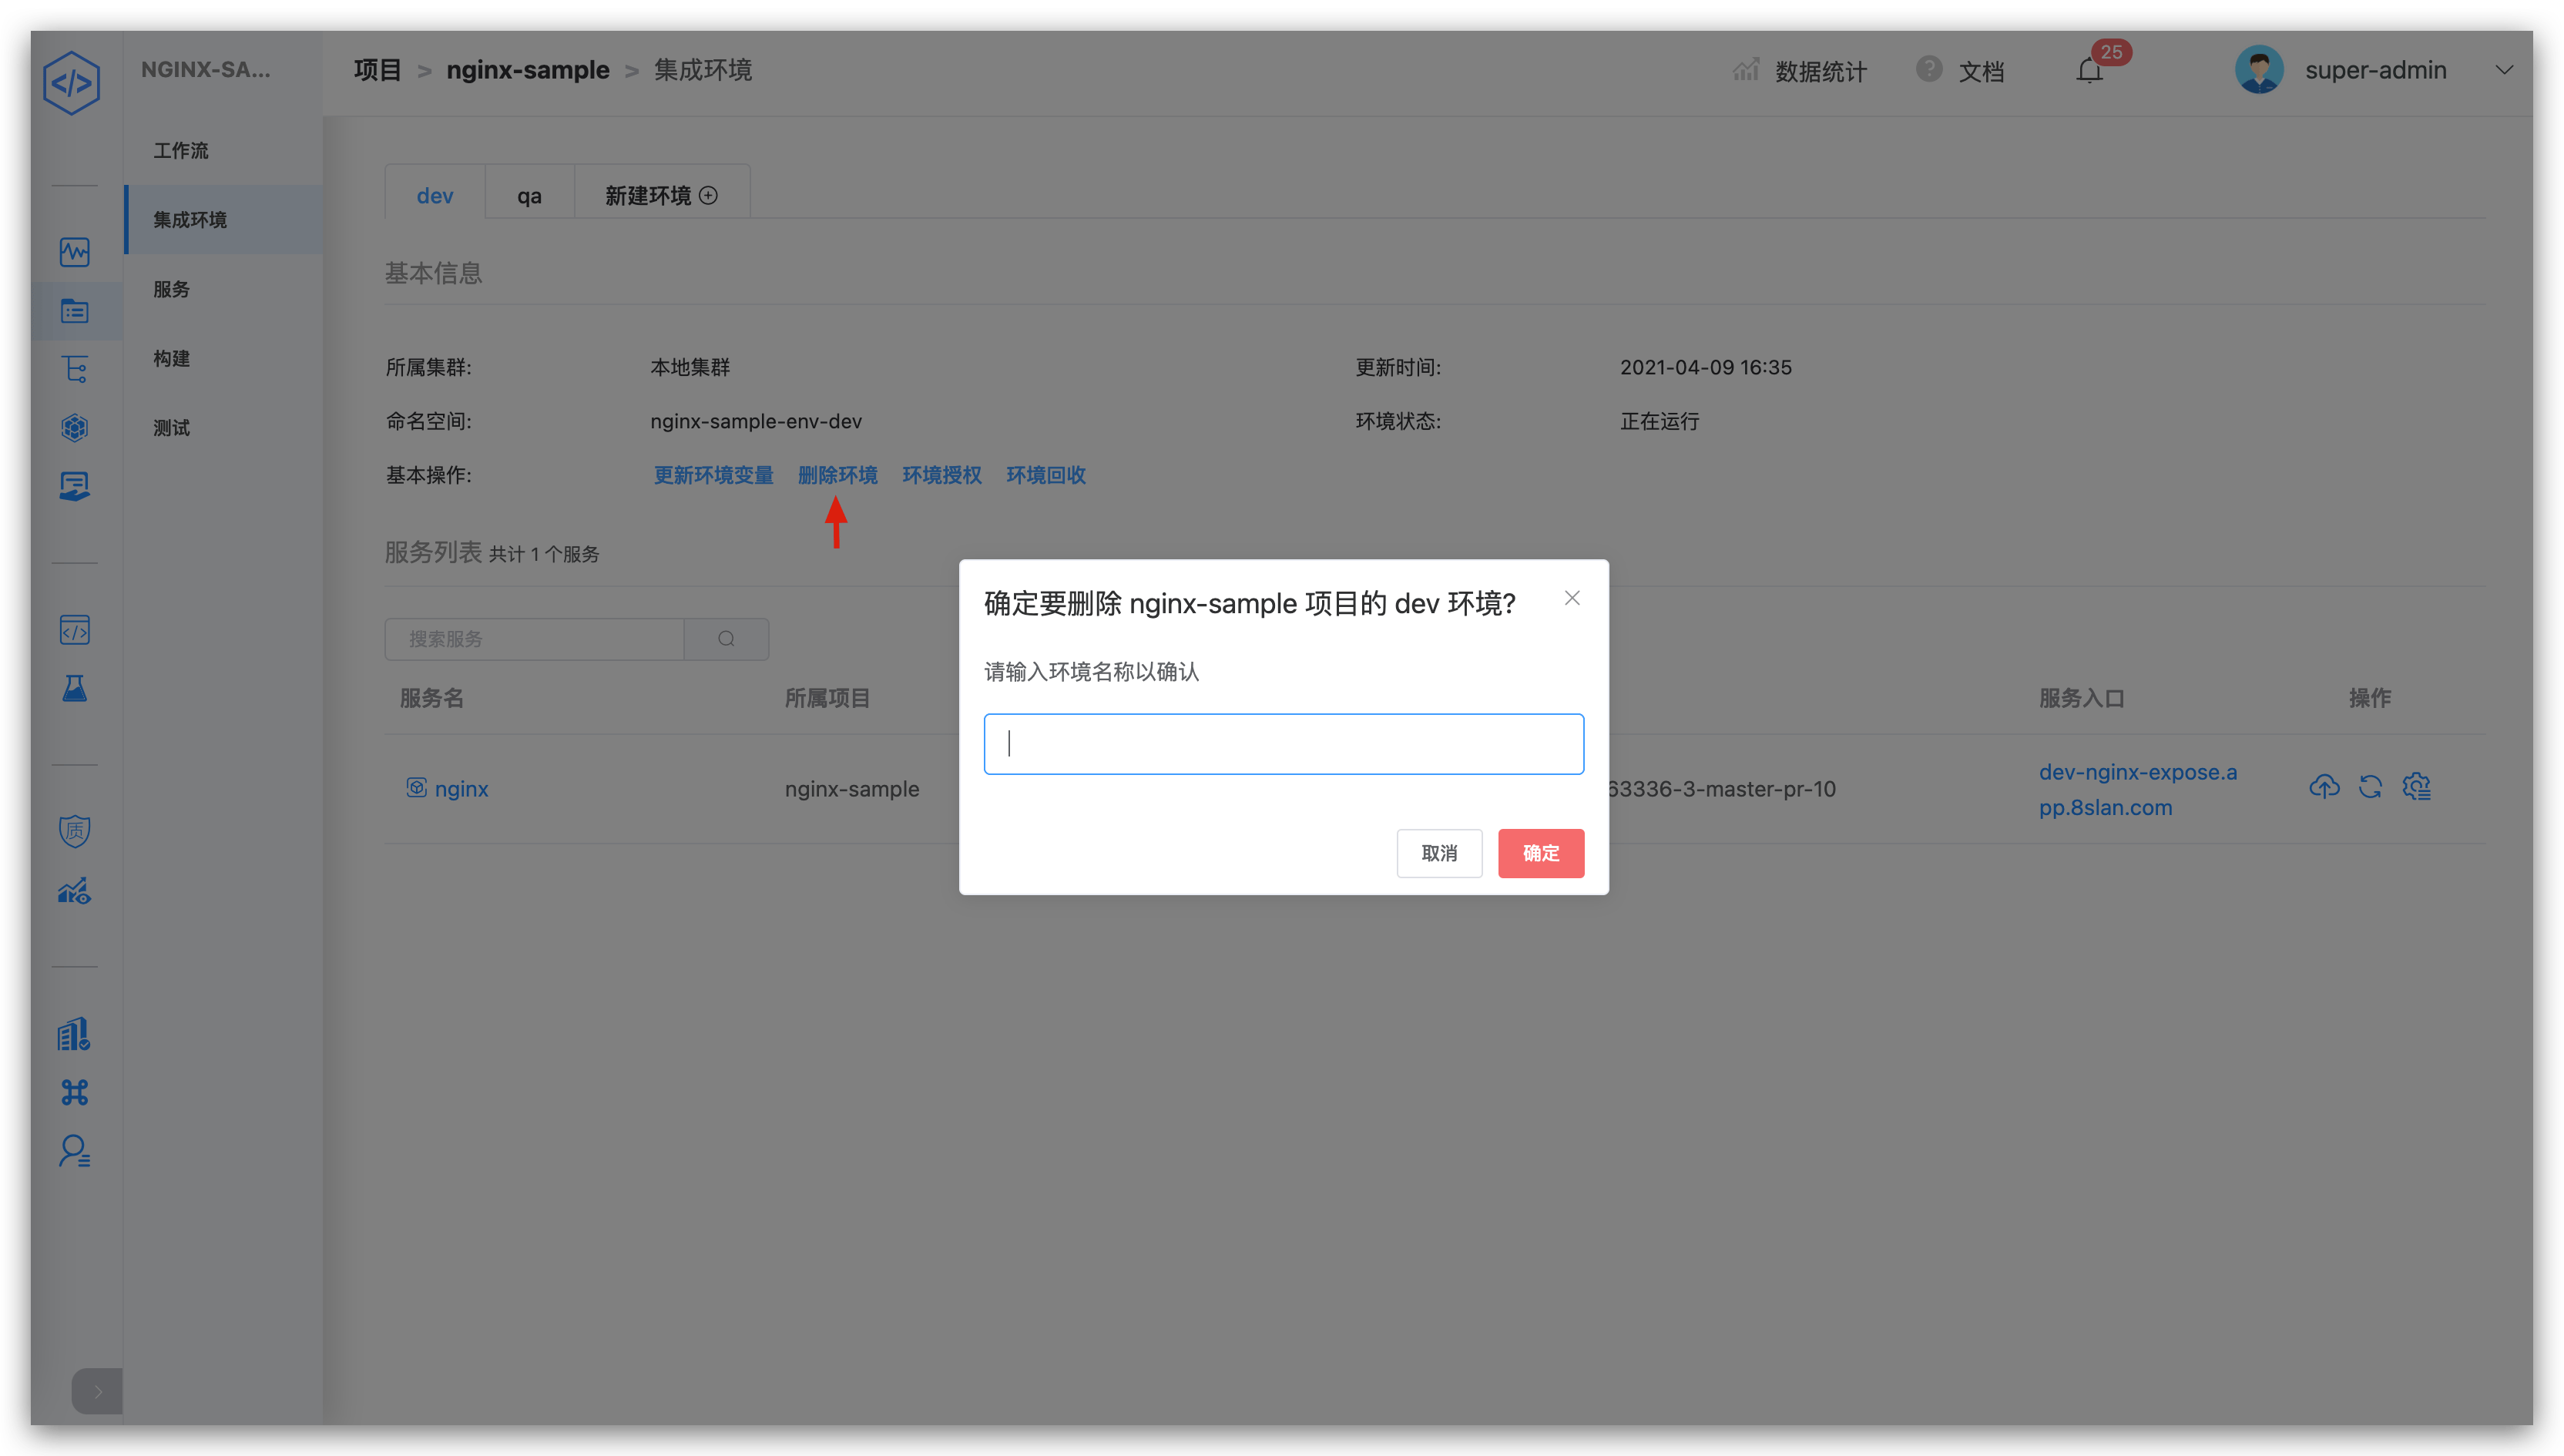 NGINX-SA...
项目 > nginx-sample > 集成环境
数据统计
文档
25
super-admin
工作流
集成环境
服务
构建
测试
dev
qa
新建环境
基本信息
所属集群: 本地集群
更新时间: 2021-04-09 16:35
命名空间: nginx-sample-env-dev
环境状态: 正在运行
基本操作: 更新环境变量 删除环境 环境授权 环境回收
服务列表 共计 1 个服务
搜索服务
服务名 所属项目 服务入口 操作
nginx nginx-sample 63336-3-master-pr-10
dev-nginx-expose.a
pp.8slan.com
确定要删除 nginx-sample 项目的 dev 环境?
请输入环境名称以确认
取消
确定
质